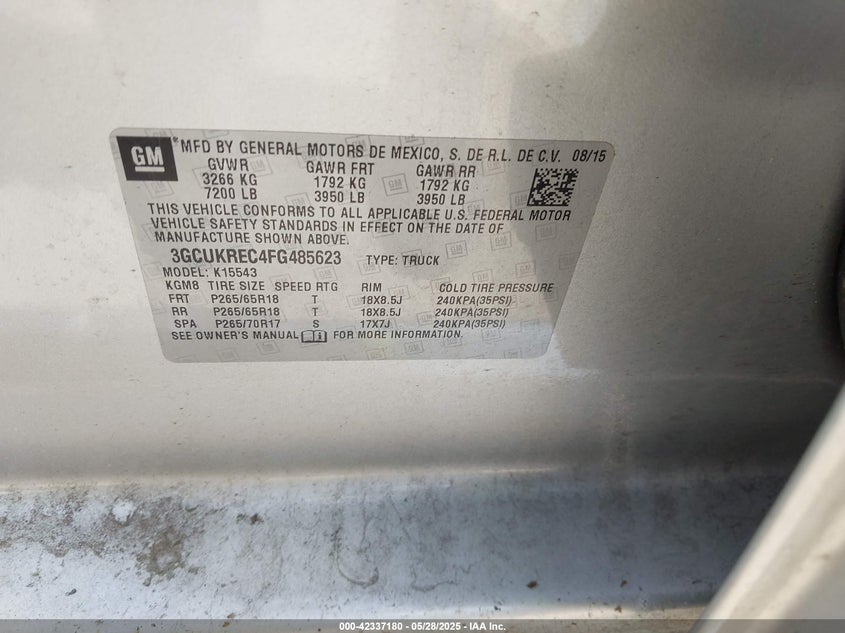 GM
*MFD BY GENERAL MOTORS DE MEXICO, S. DE R.L. DE C.V. 08/15
GVWR GAWR FRT GAWR RR
3266 KG 1792 KG 1792 KG
7200 LB 3950 LB 3950 LB
THIS VEHICLE CONFORMS TO ALL APPLICABLE U.S. FEDERAL MOTOR
VEHICLE SAFETY STANDARDS IN EFFECT ON THE DATE OF
MANUFACTURE SHOWN ABOVE.
3GCUKREC4FG485623 TYPE: TRUCK
MODEL: K15543
KGM8 TIRE SIZE SPEED RTG RIM COLD TIRE PRESSURE
FRT P265/65R18 T 18X8.5J 240KPA(35PSI)
RR P265/65R18 T 18X8.5J 240KPA(35PSI)
SPA P265/70R17 S 17X7J 240KPA(35PSI)
SEE OWNER'S MANUAL FOR MORE INFORMATION.
000-42337180 - 05/28/2025 - IAA Inc.